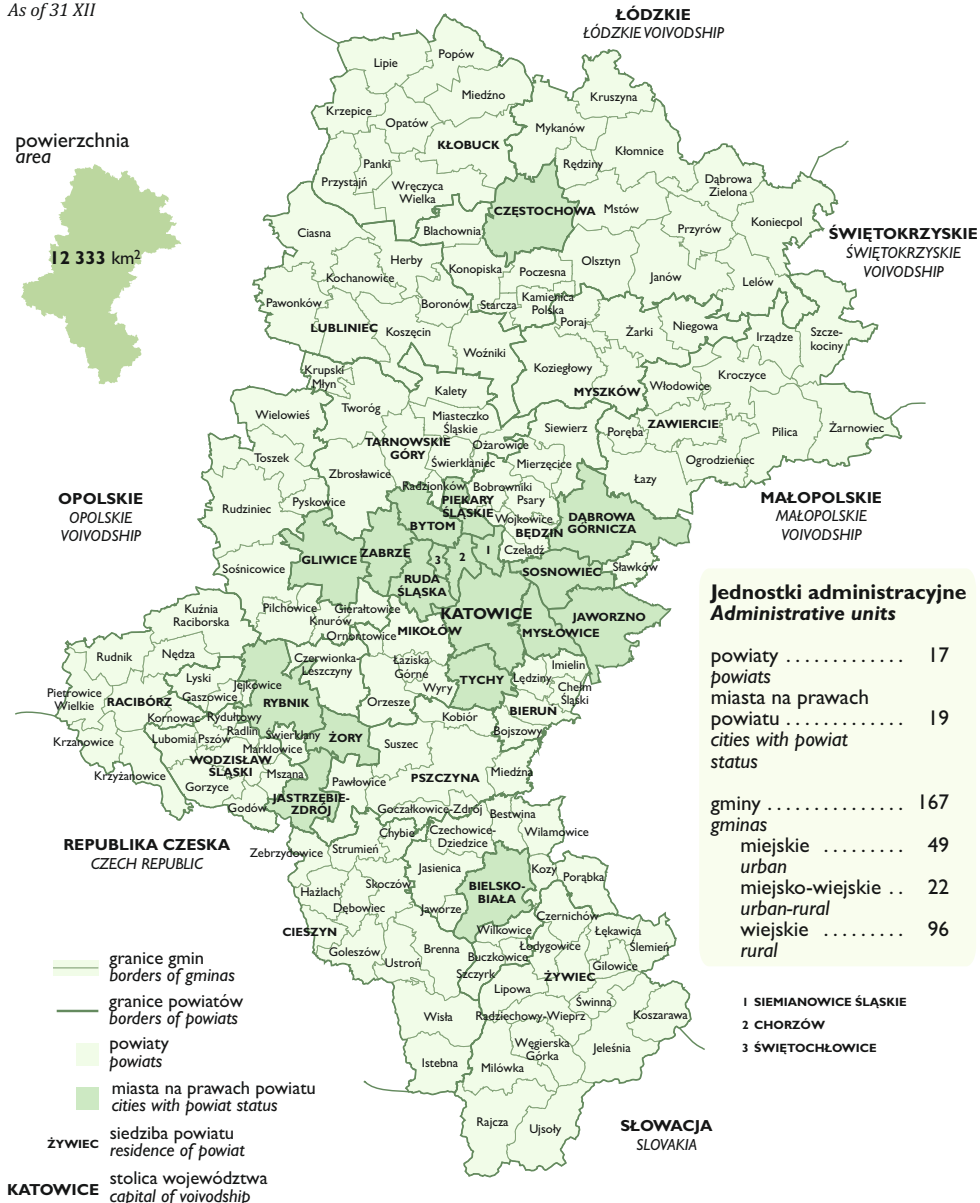 As of 31 XII
ŁÓDZKIE
ŁÓDZKIE VOIVODSHIP
Lipie
Popów
Miedźno
Kruszyna
Krzepice
Opatów
Mykanów
KŁOBUCK
Kłomnice
powierzchnia
area
Panki
Rędziny
Przystajń
Wręczyca
Wielka
Dąbrowa
Zielona
CZĘSTOCHOWA
Mstów
Koniecpol
Ciasna
Blachownia
Przyrów
ŚWIĘTOKRZYSKIE
ŚWIĘTOKRZYSKIE
VOIVODSHIP
12 333 km²
Herby
Konopiska
Poczesna
Olsztyn
Kochanowice
Janów
Lelów
Pawonków
Boronów
Starcza
Kamienica
Polska
Poraj
LUBLINIEC
Koszęcin
Żarki
Niegowa
Irządze
Szcze-
kociny
Woźniki
Koziegłowy
Krupski
Młyn
Kroczyce
Kalety
MYSZKÓW
Włodowice
Tworóg
Wielowieś
Miasteczko
Śląskie
Siewierz
Poręba
ZAWIERCIE
Żarnowiec
Pilica
TARNOWSKIE
GÓRY
Ożarowice
Toszek
Świerklaniec
Mierzęcice
Ogrodzieniec
Zbrosławice
Łazy
Radzionków
Bobrowniki
OPOLSKIE
OPOLSKIE
VOIVODSHIP
MAŁOPOLSKIE
MAŁOPOLSKIE
VOIVODSHIP
Rudziniec
Pyskowice
PIEKARY
ŚLĄSKIE
Psary
BYTOM
Wojkowice
DĄBROWA
GÓRNICZA
BĘDZIN
GLIWICE
ZABRZE
3
2
1
Czeladź
Sośnicowice
SOSNOWIEC
Sławków
RUDA
ŚLĄSKA
Kuźnia
Raciborska
Pilchowice
Gierałtowice
Knurów
Ornontowice
KATOWICE
MIKOŁÓW
MYSŁOWICE
JAWORZNO
Rudnik
Nędza
Czerwionka-
Leszczyny
Łaziska
Górne
Imielin
Lyski
Jejkowice
Wyry
TYCHY
Lędziny
Chełm
Śląski
Pietrowice
Wielkie
RACIBÓRZ
Gaszowice
RYBNIK
Orzesze
BIERUŃ
Kornowac
Rydułtowy
Kobiór
Bojszowy
Krzanowice
Lubomia
Pszów
Radlin
Świerklany
ŻORY
Suszec
Marklowice
WODZISŁAW
ŚLĄSKI
Krzyżanowice
Mszana
Pawłowice
PSZCZYNA
Miedźna
Gorzyce
JASTRZĘBIE-
ZDRÓJ
Godów
Goczałkowice-Zdrój
Bestwina
REPUBLIKA CZESKA
CZECH REPUBLIC
Zebrzydowice
Strumień
Chybie
Czechowice-
Dziedzice
Wilamowice
Jasienica
Kozy
Porąbka
Hażlach
Skoczów
BIELSKO-
BIAŁA
Dębowiec
Jaworze
Czernichów
CIESZYN
Wilkowice
Łękawica
Goleszów
Ustroń
Brenna
Buczkowice
Łodygowice
Ślemień
Szczyrk
ŻYWIEC
Gilowice
Lipowa
Świnna
Wisła
Radziechowy-Wieprz
Koszarawa
Węgierska
Górka
Jeleśnia
Istebna
Milówka
Rajcza
Ujsoły
SŁOWACJA
SLOVAKIA
Jednostki administracyjne
Administrative units
powiaty ............. 17
powiats
miasta na prawach
powiatu ............. 19
cities with powiat
status
gminy ............... 167
gminas
miejskie ......... 49
urban
miejsko-wiejskie .. 22
urban-rural
wiejskie ......... 96
rural
1 SIEMIANOWICE ŚLĄSKIE
2 CHORZÓW
3 ŚWIĘTOCHŁOWICE
granice gmin
borders of gminas
granice powiatów
borders of powiats
powiaty
powiats
miasta na prawach powiatu
cities with powiat status
ŻYWIEC siedziba powiatu
residence of powiat
KATOWICE stolica województwa
capital of voivodship